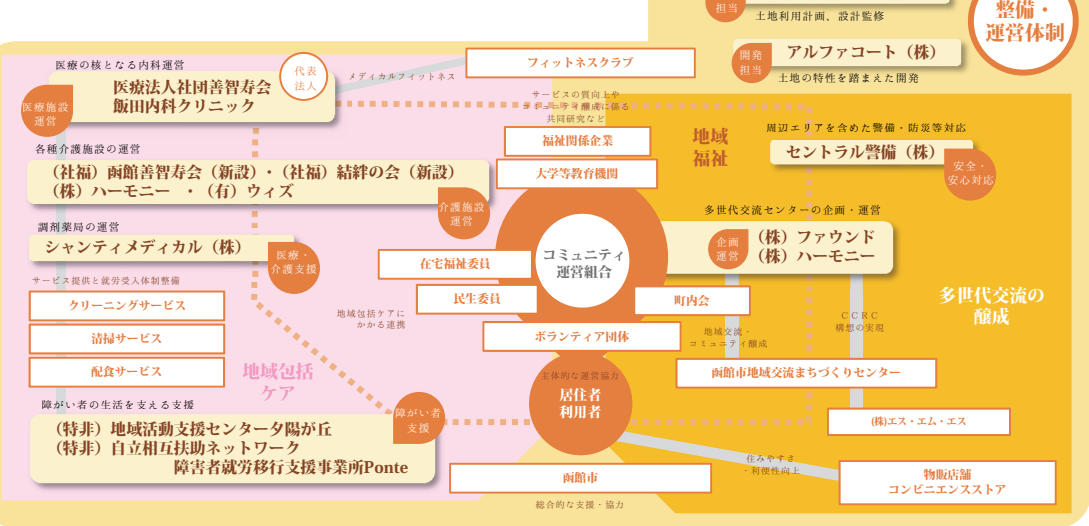 担当
土地利用計画、設計監修
整備・
運営体制
開発
担当
アルファコート（株）
土地の特性を踏まえた開発
医療の核となる内科運営
代表
法人
医療法人社団善智寿会
飯田内科クリニック
医療施設
運営
メディカルフィットネス
フィットネスクラブ
サービスの質向上や
コミュニティ醸成に係る
共同研究など
福祉関係企業
大学等教育機関
地域
福祉
周辺エリアを含めた警備・防災等対応
セントラル警備（株）
安全・
安心対応
各種介護施設の運営
（社福）函館善智寿会（新設）・（社福）結絆の会（新設）
（株）ハーモニー　・（有）ウィズ
介護施設
運営
多世代交流センターの企画・運営
企画
運営
（株）ファウンド
（株）ハーモニー
調剤薬局の運営
シャンティメディカル（株）
医療・
介護支援
コミュニティ
運営組合
在宅福祉委員
民生委員
町内会
ボランティア団体
サービス提供と就労受入体制整備
クリーニングサービス
清掃サービス
配食サービス
地域包括ケアに
かかる連携
地域包括
ケア
地域交流・
コミュニティ醸成
CCRC
構想の実現
多世代交流の
醸成
函館市地域交流まちづくりセンター
主体的な運営協力
居住者
利用者
(株)エス・エム・エス
障がい者の生活を支える支援
障がい者
支援
（特非）地域活動支援センター夕陽が丘
（特非）自立相互扶助ネットワーク
障害者就労移行支援事業所Ponte
函館市
総合的な支援・協力
住みやすさ
・利便性向上
物販店舗
コンビニエンスストア